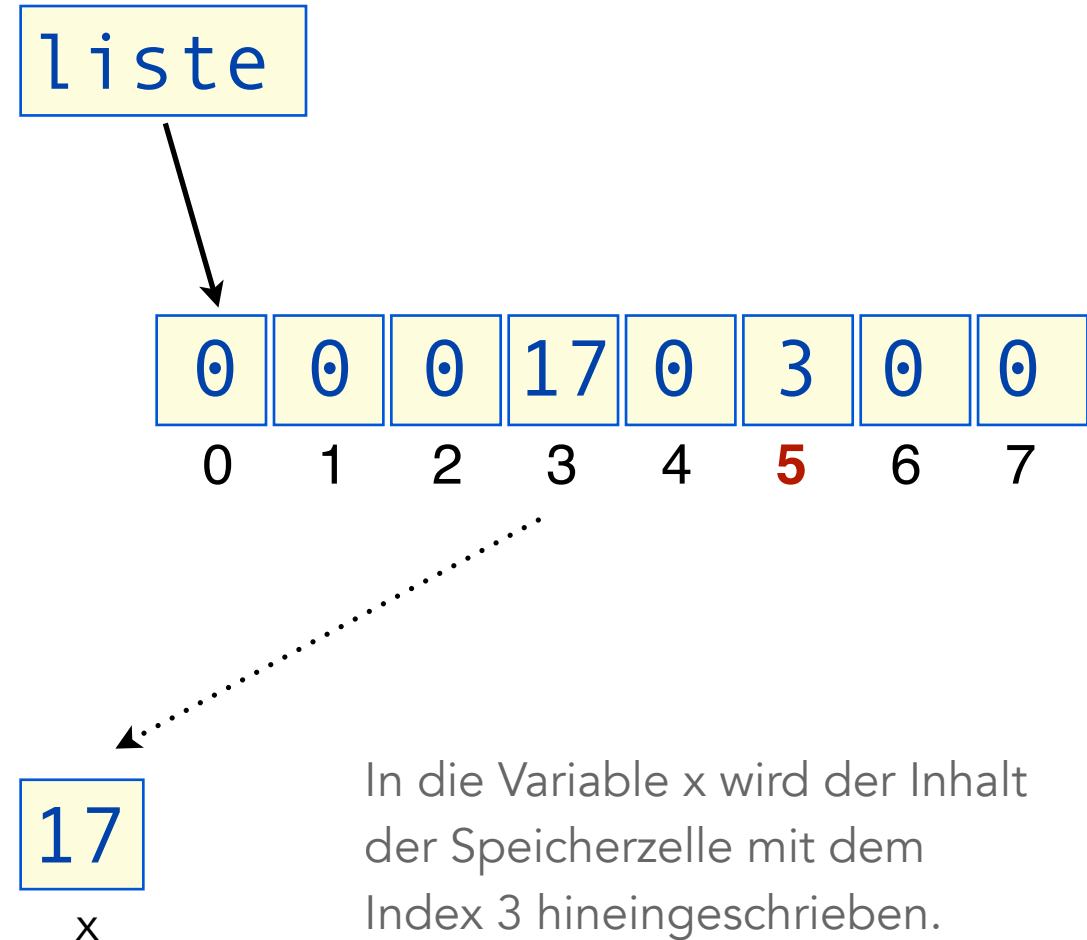 liste
0 0 0 17 0 3 0 0
0 1 2 3 4 5 6 7
17
x
In die Variable x wird der Inhalt
der Speicherzelle mit dem
Index 3 hineingeschrieben.